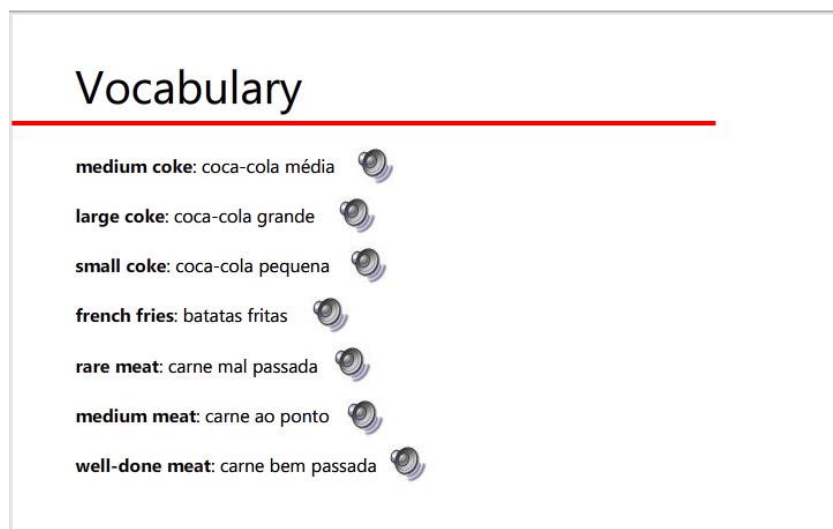 Vocabulary
medium coke: coca-cola média
large coke: coca-cola grande
small coke: coca-cola pequena
french fries: batatas fritas
rare meat: carne mal passada
medium meat: carne ao ponto
well-done meat: carne bem passada